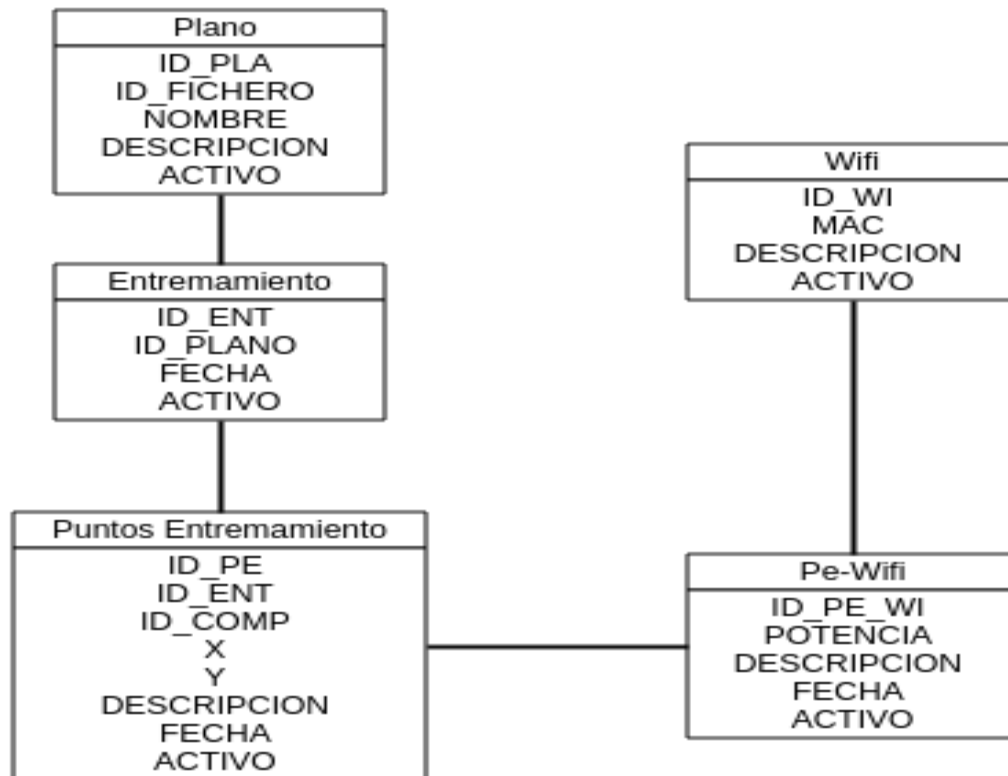 Plano
ID_PLA
ID_FICHERO
NOMBRE
DESCRIPCION
ACTIVO
Entremamiento
ID_ENT
ID_PLANO
FECHA
ACTIVO
Puntos Entremamiento
ID_PE
ID_ENT
ID_COMP
X
Y
DESCRIPCION
FECHA
ACTIVO
Wifi
ID_WI
MAC
DESCRIPCION
ACTIVO
Pe-Wifi
ID_PE_WI
POTENCIA
DESCRIPCION
FECHA
ACTIVO